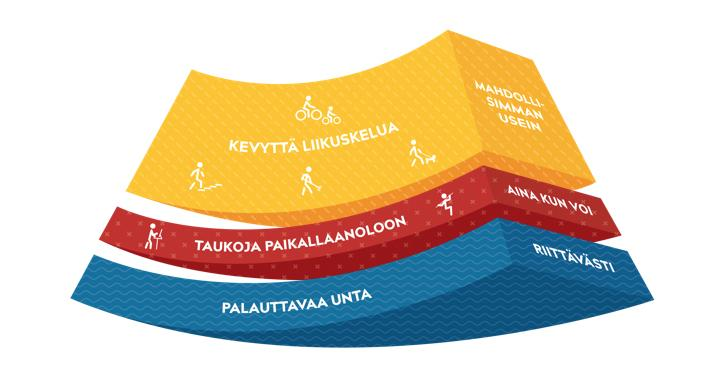 KEVYTTÄ LIIKUSKELUA
MAHDOLLI-
SIMMAN
USEIN
TAUKOJA PAIKALLAANOLOON
AINA KUN VOI
PALAUTTAVAA UNTA
RIITTÄVÄSTI